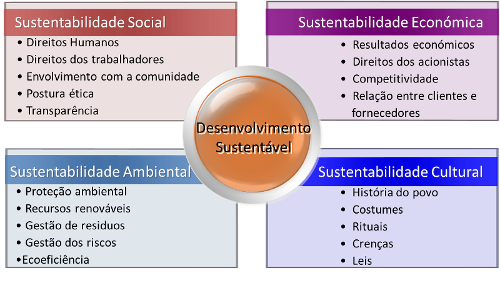 Sustentabilidade Social
• Direitos Humanos
• Direitos dos trabalhadores
• Envolvimento com a comunidade
• Postura ética
• Transparência
Sustentabilidade Económica
• Resultados económicos
• Direitos dos acionistas
• Competitividade
• Relação entre clientes e
fornecedores
Desenvolvimento
Sustentável
Sustentabilidade Ambiental
• Proteção ambiental
• Recursos renováveis
• Gestão de residuos
• Gestão dos riscos
•Ecoeficiência
Sustentabilidade Cultural
• História do povo
• Costumes
• Rituais
• Crenças
• Leis